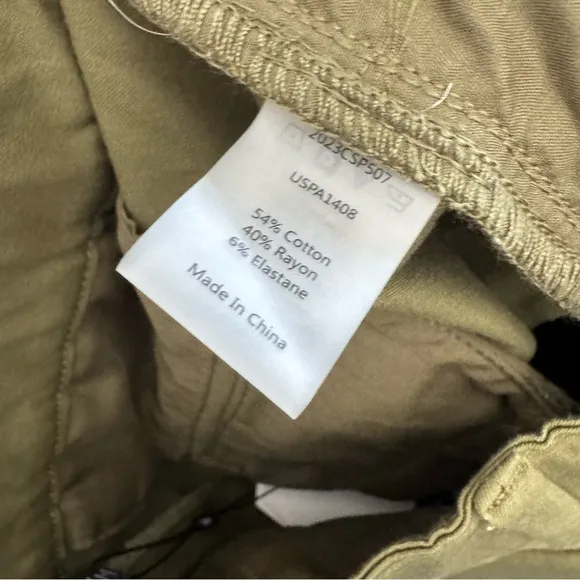 2023CSP507
USPA1408
54% Cotton
40% Rayon
6% Elastane
Made In China